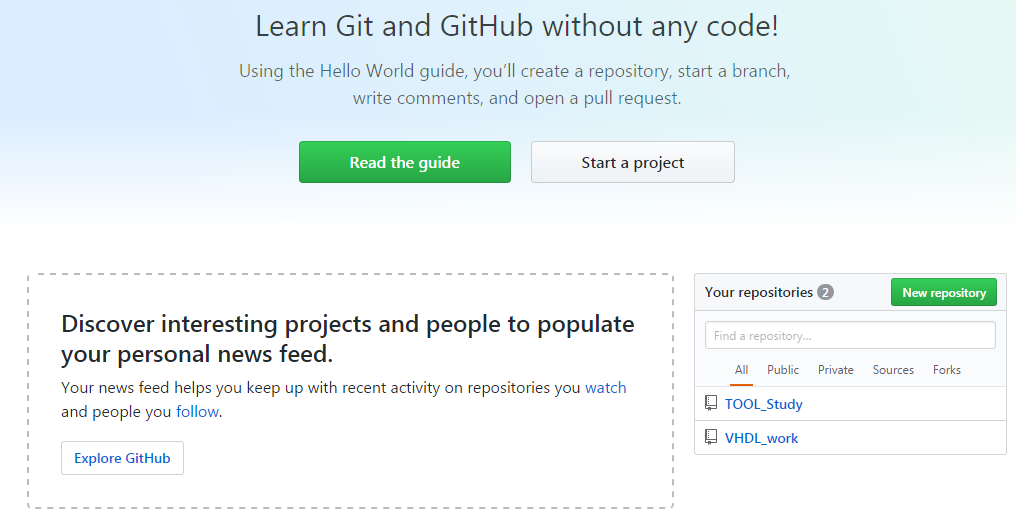 Learn Git and GitHub without any code!
Using the Hello World guide, you'll create a repository, start a branch,
write comments, and open a pull request.
Read the guide
Start a project
Discover interesting projects and people to populate
your personal news feed.
Your news feed helps you keep up with recent activity on repositories you watch
and people you follow.
Explore GitHub
Your repositories 2
New repository
Find a repository...
All Public Private Sources Forks
TOOL_Study
VHDL_work